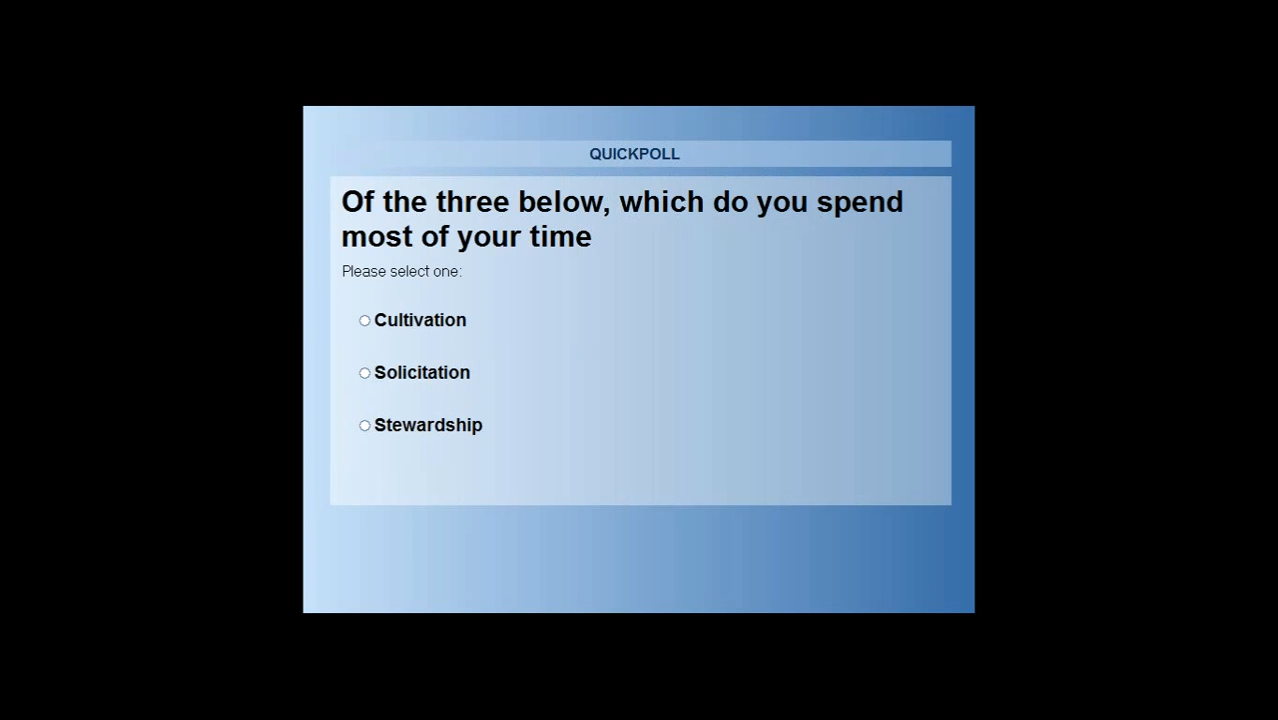 QUICKPOLL
Of the three below, which do you spend
most of your time
Please select one:
Cultivation
Solicitation
Stewardship